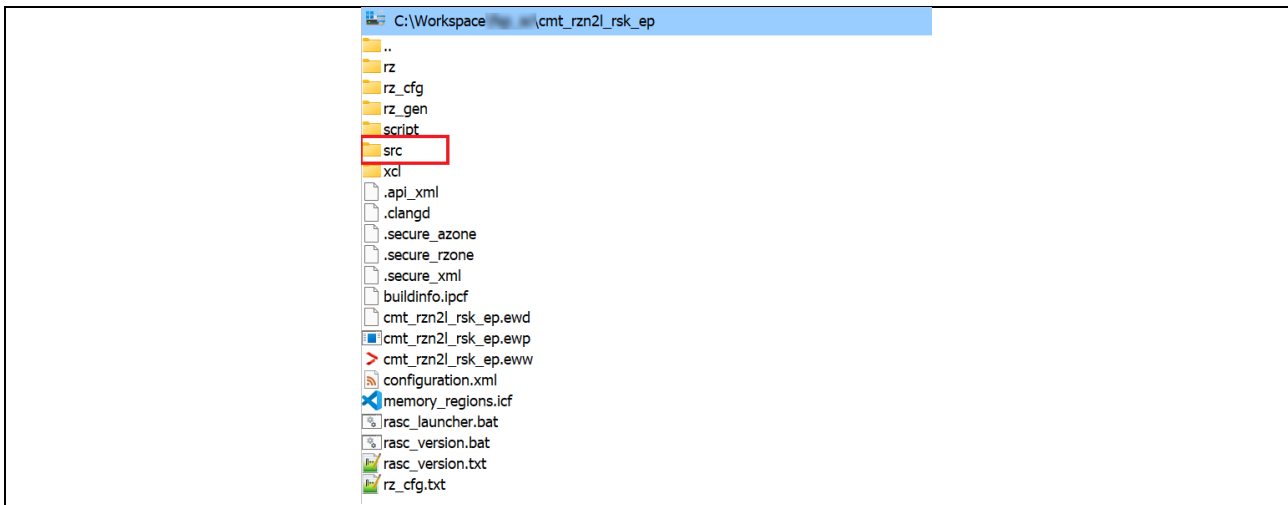 C:\Workspace \cmt_rzn2l_rsk_ep
..
rz
rz_cfg
rz_gen
script
src
xcl
.api_xml
.clangd
.secure_azone
.secure_rzone
.secure_xml
buildinfo.ipcf
cmt_rzn2l_rsk_ep.ewd
cmt_rzn2l_rsk_ep.ewp
cmt_rzn2l_rsk_ep.eww
configuration.xml
memory_regions.icf
rasc_launcher.bat
rasc_version.bat
rasc_version.txt
rz_cfg.txt